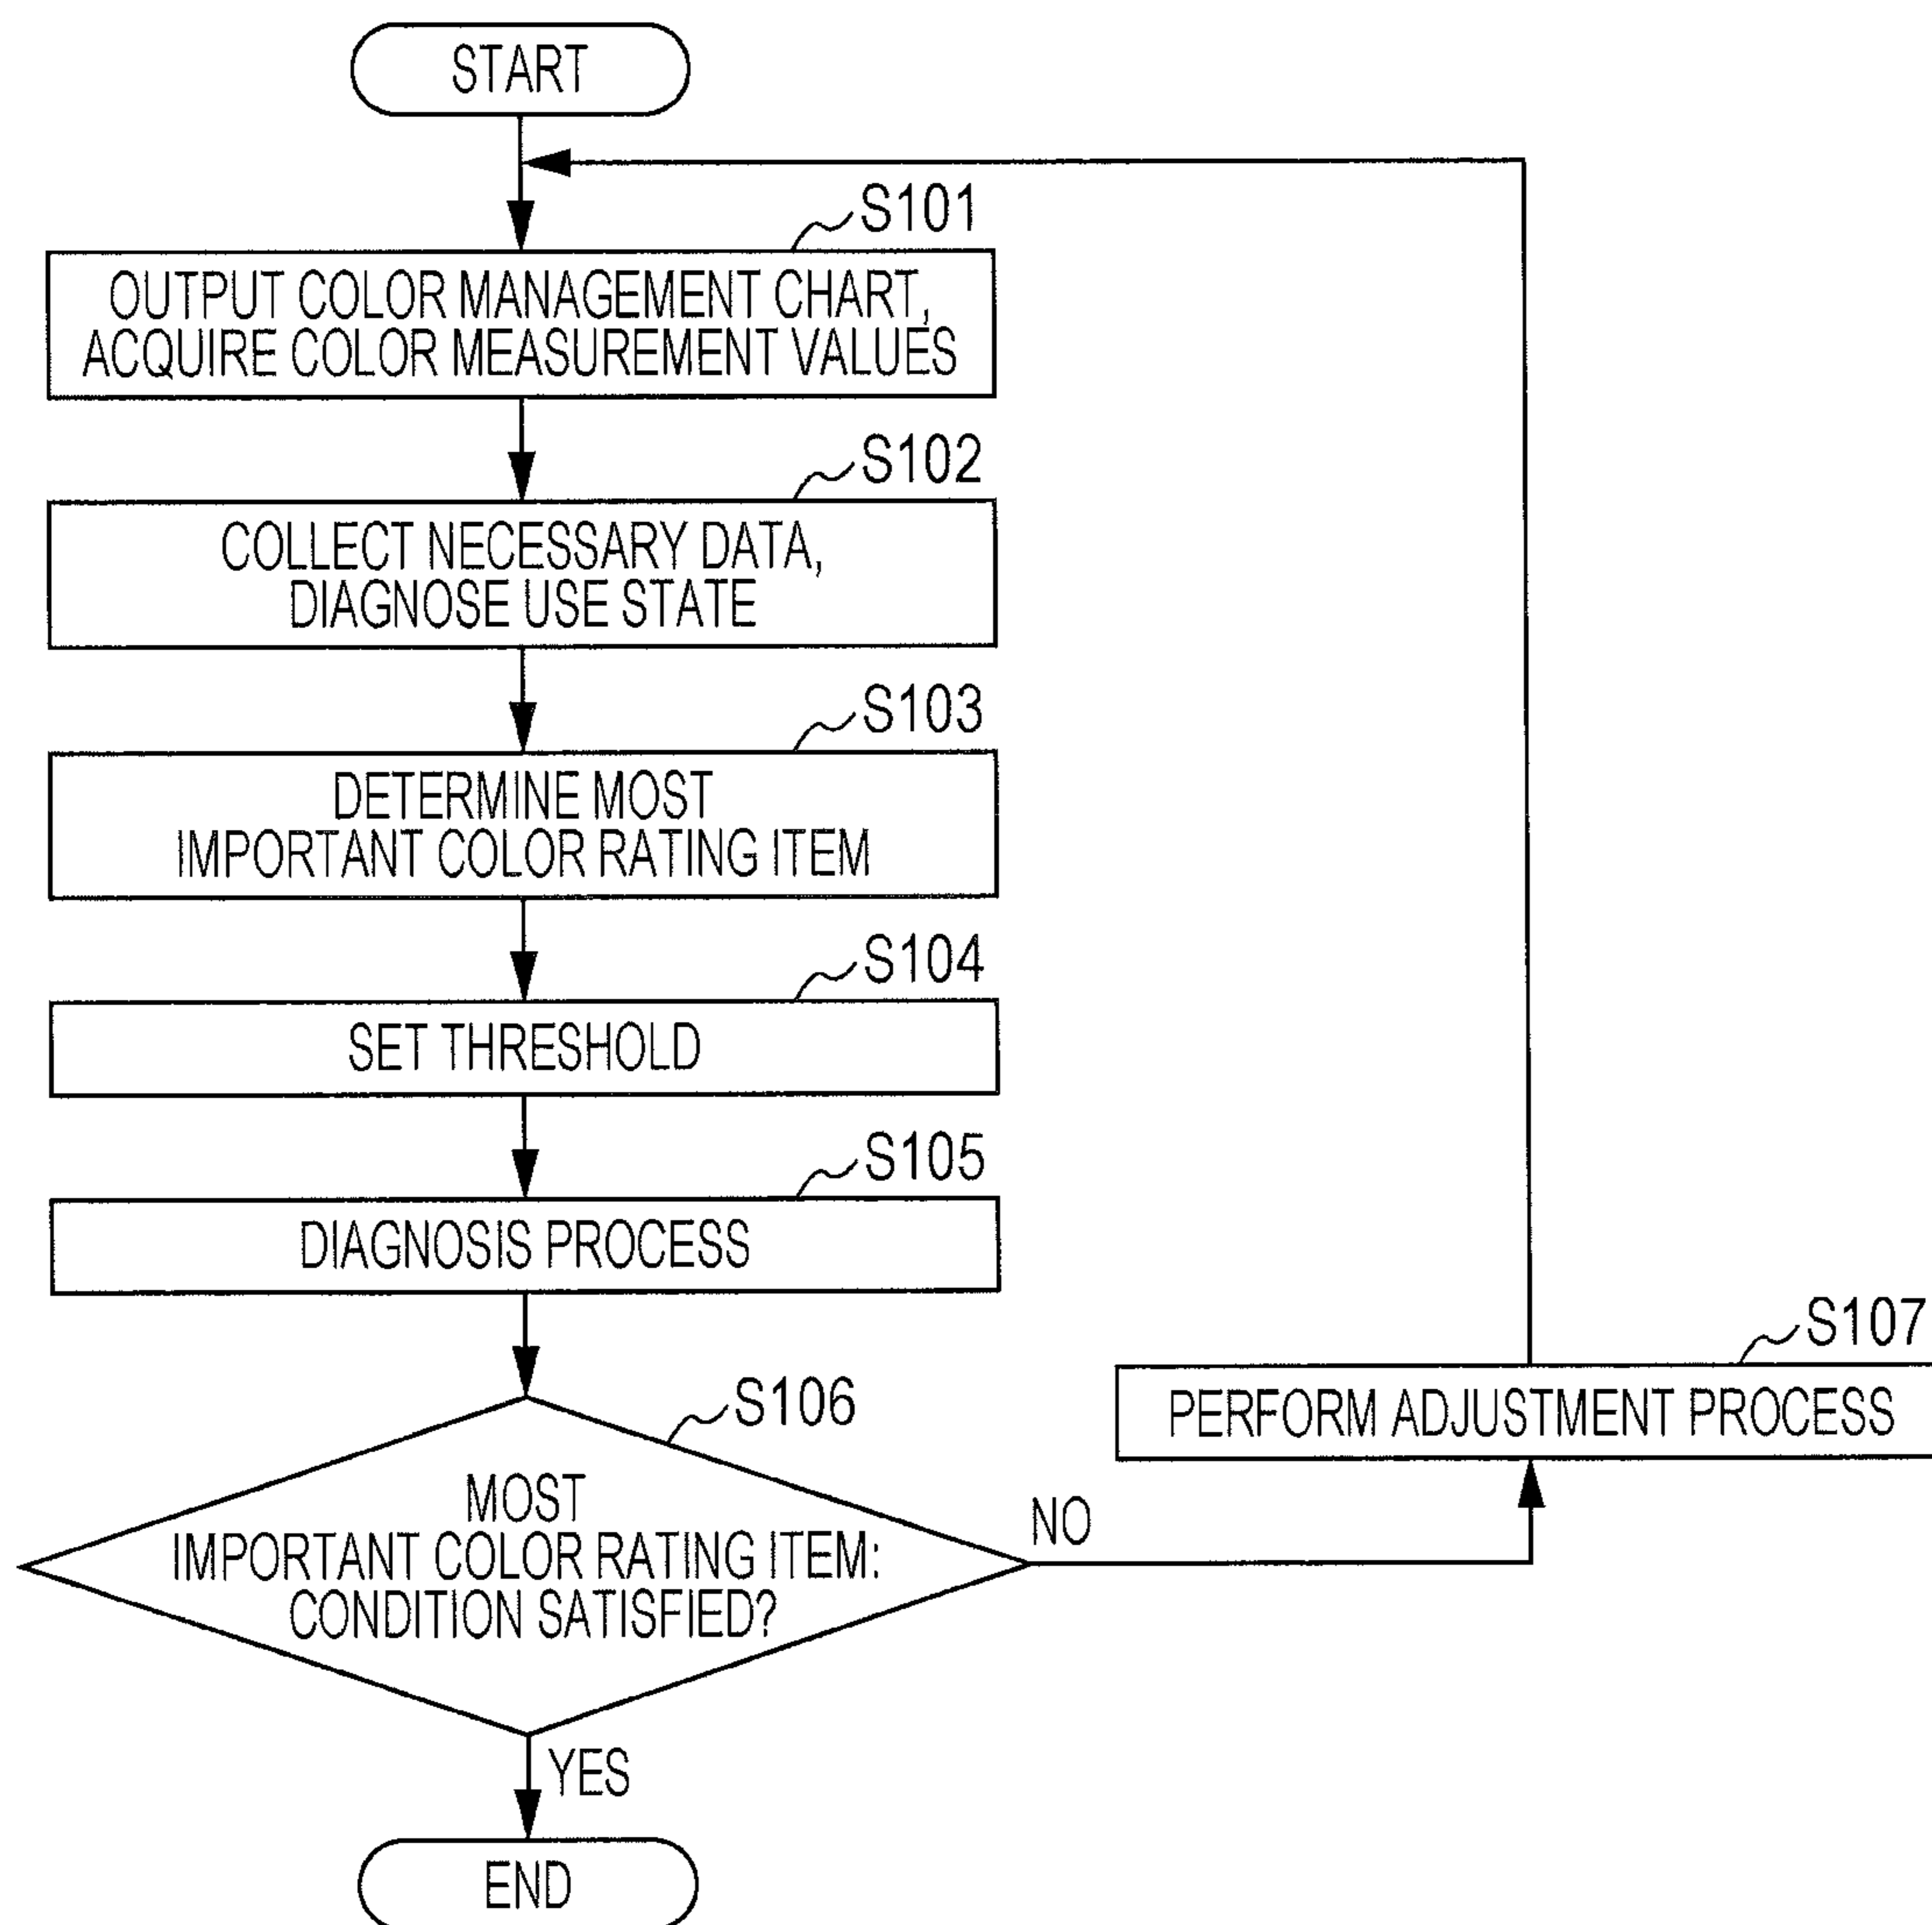 START
S101
OUTPUT COLOR MANAGEMENT CHART,
ACQUIRE COLOR MEASUREMENT VALUES
S102
COLLECT NECESSARY DATA,
DIAGNOSE USE STATE
S103
DETERMINE MOST
IMPORTANT COLOR RATING ITEM
S104
SET THRESHOLD
S105
DIAGNOSIS PROCESS
S106
MOST
IMPORTANT COLOR RATING ITEM:
CONDITION SATISFIED?
NO
S107
PERFORM ADJUSTMENT PROCESS
YES
END